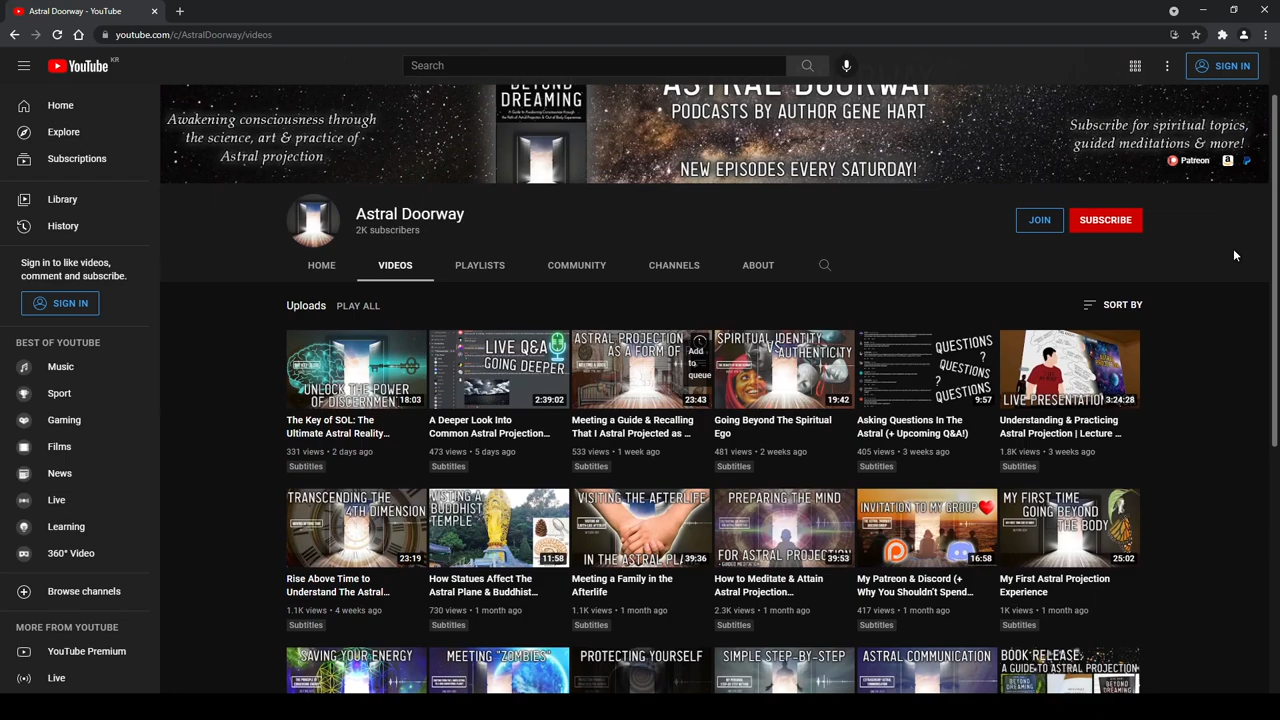 Astral Doorway - YouTube
youtube.com/c/AstralDoorway/videos
YouTube KR
Search
SIGN IN
Home
Explore
Subscriptions
Library
History
Sign in to like videos,
comment and subscribe.
SIGN IN
BEST OF YOUTUBE
Music
Sport
Gaming
Films
News
Live
Learning
360° Video
Browse channels
MORE FROM YOUTUBE
YouTube Premium
Live
Awakening consciousness through
the science, art & practice of
Astral projection
BEYOND
DREAMING
ASTRAL DOORWAY
PODCASTS BY AUTHOR GENE HART
NEW EPISODES EVERY SATURDAY!
Subscribe for spiritual topics,
guided meditations & more!
Patreon
Astral Doorway
2K subscribers
JOIN
SUBSCRIBE
HOME
VIDEOS
PLAYLISTS
COMMUNITY
CHANNELS
ABOUT
Uploads
PLAY ALL
SORT BY
UNLOCK THE POWER
OF DISCERNMENT
18:03
The Key of SOL: The
Ultimate Astral Reality...
331 views • 2 days ago
Subtitles
LIVE Q&A
GOING DEEPER
2:39:02
A Deeper Look Into
Common Astral Projection...
473 views • 5 days ago
Subtitles
ASTRAL PROJECTION
AS A FORM OF
Add
to
queue
23:43
Meeting a Guide & Recalling
That I Astral Projected as ...
533 views • 1 week ago
Subtitles
SPIRITUAL IDENTITY
Vs AUTHENTICITY
19:42
Going Beyond The Spiritual
Ego
481 views • 2 weeks ago
Subtitles
QUESTIONS
?
QUESTIONS
?
QUESTIONS
9:57
Asking Questions In The
Astral (+ Upcoming Q&A!)
405 views • 3 weeks ago
Subtitles
LIVE PRESENTATION
3:24:28
Understanding & Practicing
Astral Projection | Lecture ...
1.8K views • 3 weeks ago
Subtitles
TRANSCENDING THE
4TH DIMENSION
23:19
Rise Above Time to
Understand The Astral...
1.1K views • 4 weeks ago
Subtitles
VISITING A
BUDDHIST
TEMPLE
11:58
How Statues Affect The
Astral Plane & Buddhist...
730 views • 1 month ago
Subtitles
VISITING THE AFTERLIFE
IN THE ASTRAL PLANE
39:36
Meeting a Family in the
Afterlife
1.1K views • 1 month ago
Subtitles
PREPARING THE MIND
FOR ASTRAL PROJECTION
39:53
How to Meditate & Attain
Astral Projection...
2.3K views • 1 month ago
Subtitles
INVITATION TO MY GROUP
16:58
My Patreon & Discord (+
Why You Shouldn't Spend...
417 views • 1 month ago
Subtitles
MY FIRST TIME
GOING BEYOND
THE BODY
25:02
My First Astral Projection
Experience
1K views • 1 month ago
Subtitles
SAVING YOUR ENERGY
MEETING "ZOMBIES"
PROTECTING YOURSELF
SIMPLE STEP-BY-STEP
ASTRAL COMMUNICATION
BOOK RELEASE:
A GUIDE TO ASTRAL PROJECTION